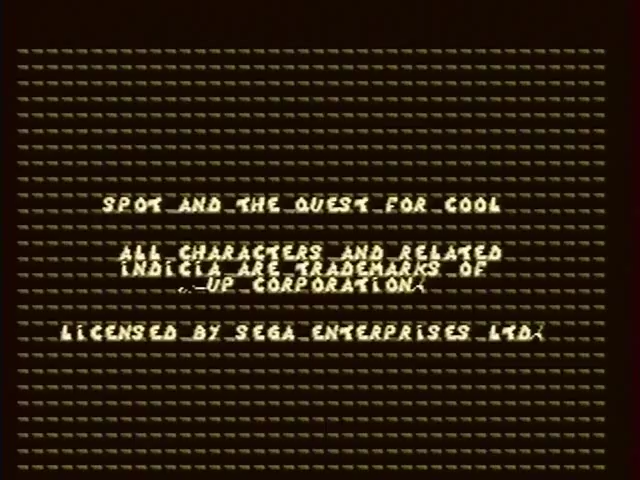 SPOT AND THE QUEST FOR COOL
ALL CHARACTERS AND RELATED
INDICIA ARE TRADEMARKS OF
UP CORPORATION
LICENSED BY SEGA ENTERPRISES LTD